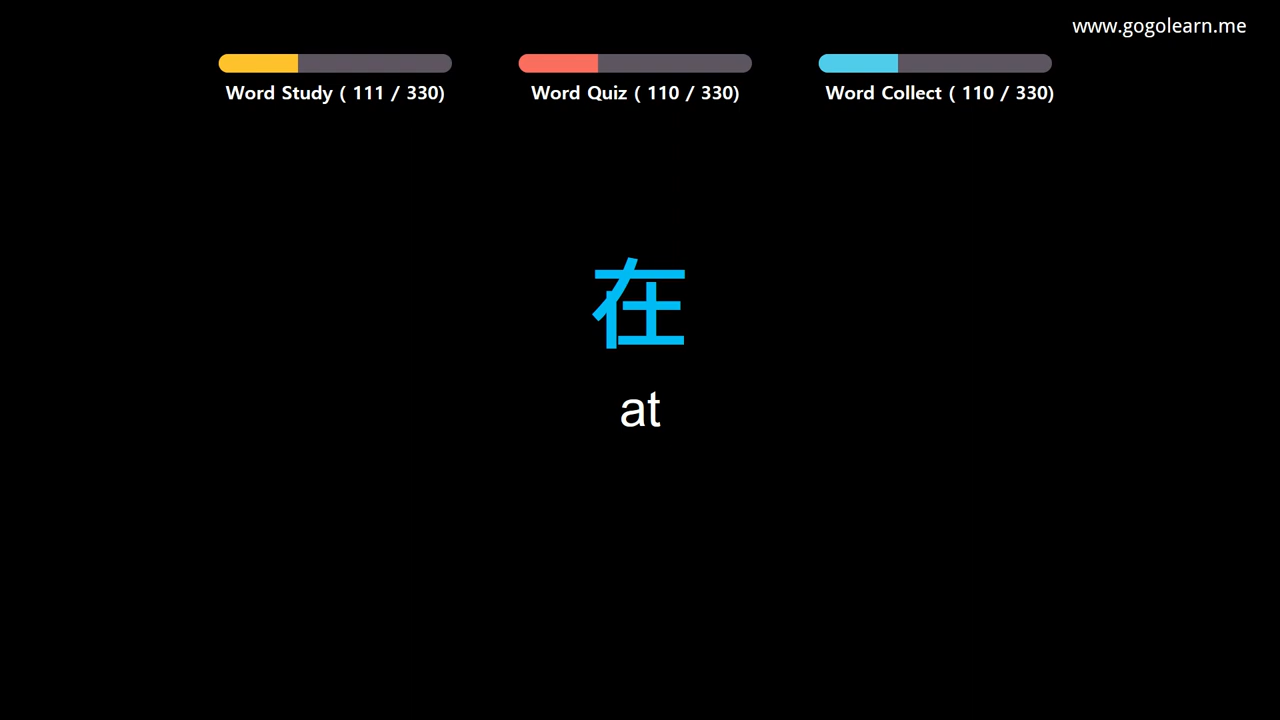 www.gogolearn.me
Word Study ( 111 / 330)
Word Quiz ( 110 / 330)
Word Collect ( 110 / 330)
在
at